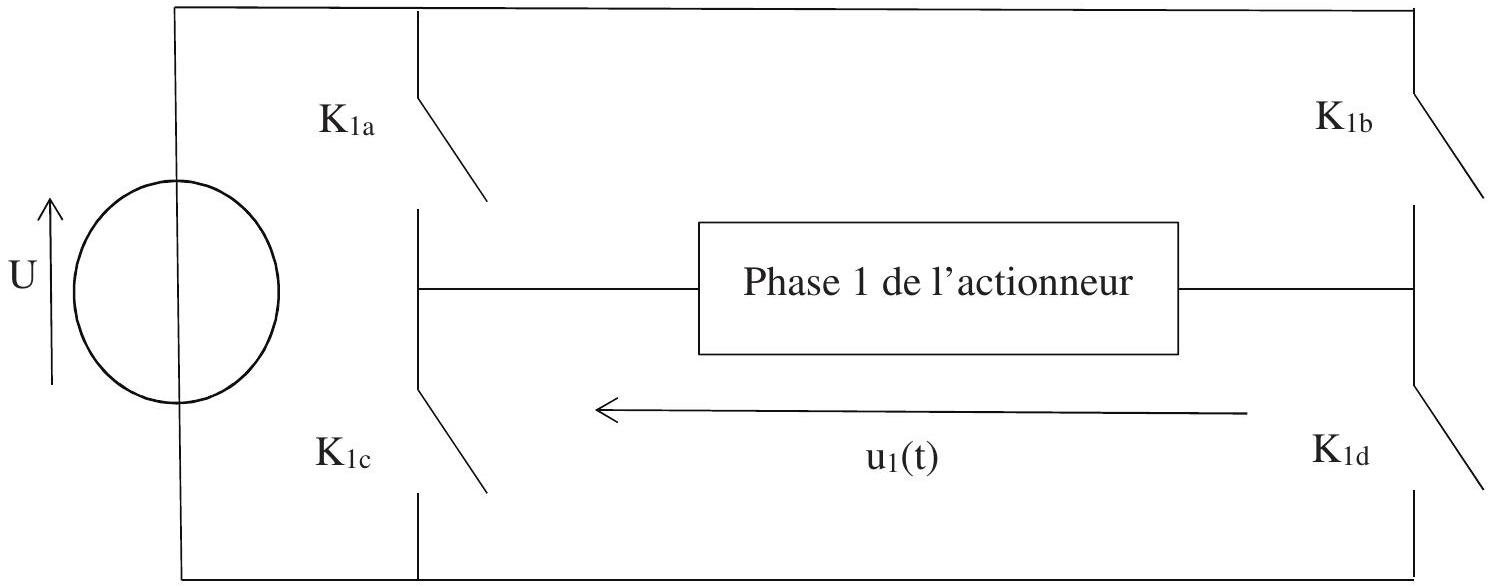 K1a
K1b
U
Phase 1 de l’actionneur
K1c
u1(t)
K1d